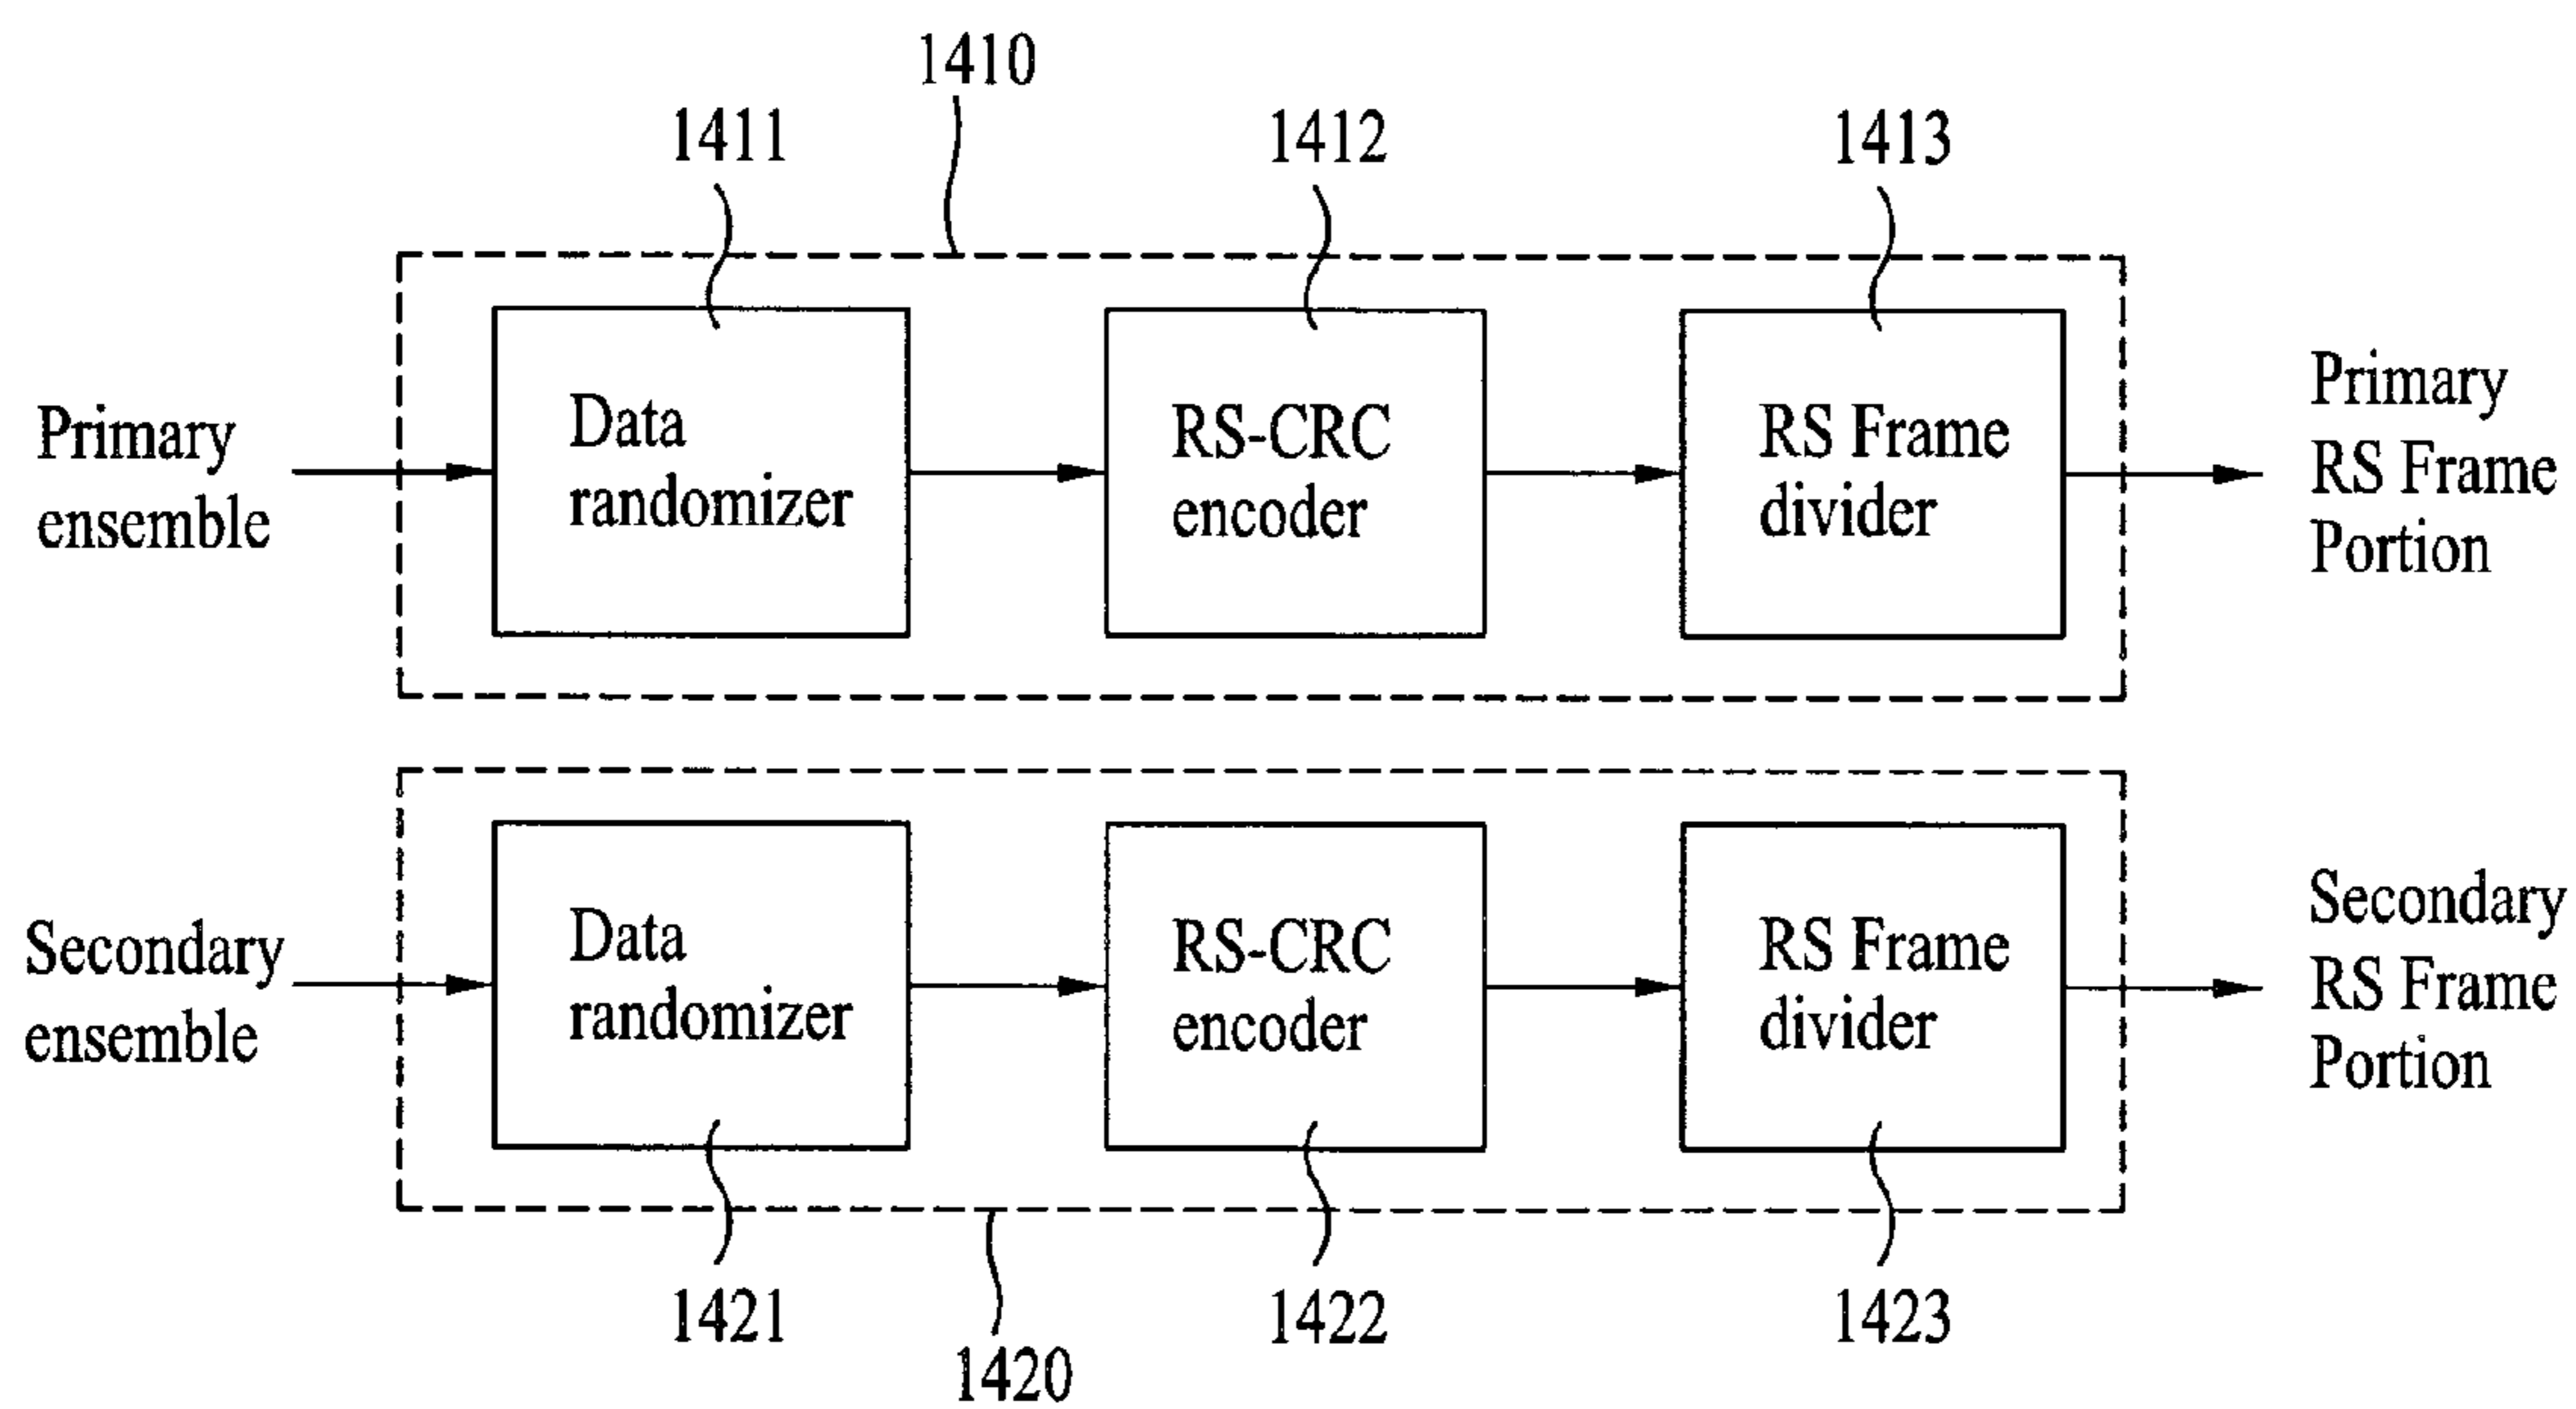 1410
1411
1412
1413
Primary
ensemble
Data
randomizer
RS-CRC
encoder
RS Frame
divider
Primary
RS Frame
Portion
Secondary
ensemble
Data
randomizer
RS-CRC
encoder
RS Frame
divider
Secondary
RS Frame
Portion
1421
1422
1423
1420